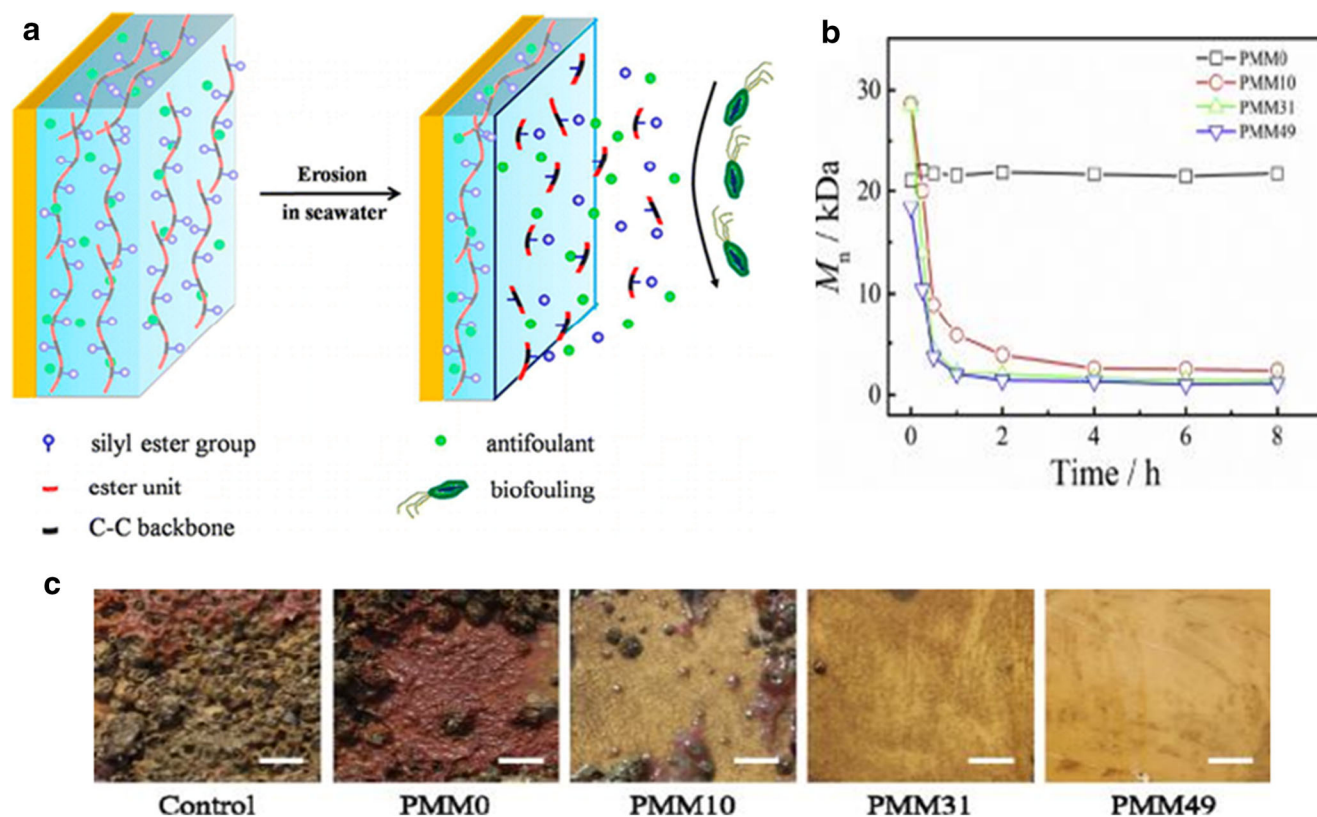 a
Erosion
in seawater
silyl ester group
ester unit
C-C backbone
antifoulant
biofouling
b
PMM0
PMM10
PMM31
PMM49
30
20
10
0
Mn / kDa
0 2 4 6 8
Time / h
c
Control PMM0 PMM10 PMM31 PMM49